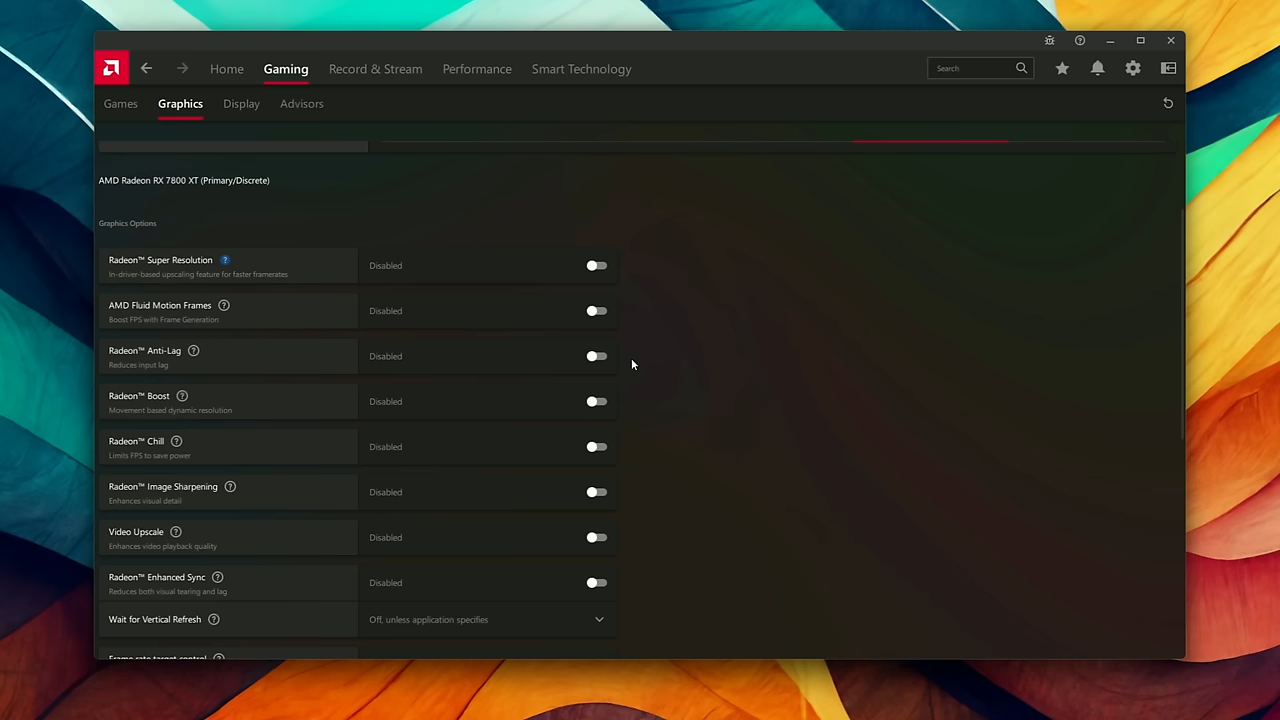 Home Gaming Record & Stream Performance Smart Technology Search
Games Graphics Display Advisors
AMD Radeon RX 7800 XT (Primary/Discrete)
Graphics Options
Radeon™ Super Resolution ?
In-driver-based upscaling feature for faster framerates
Disabled
AMD Fluid Motion Frames ?
Boost FPS with Frame Generation
Disabled
Radeon™ Anti-Lag ?
Reduces input lag
Disabled
Radeon™ Boost ?
Movement based dynamic resolution
Disabled
Radeon™ Chill ?
Limits FPS to save power
Disabled
Radeon™ Image Sharpening ?
Enhances visual detail
Disabled
Video Upscale ?
Enhances video playback quality
Disabled
Radeon™ Enhanced Sync ?
Reduces both visual tearing and lag
Disabled
Wait for Vertical Refresh ?
Off, unless application specifies
Frame rate target control ?